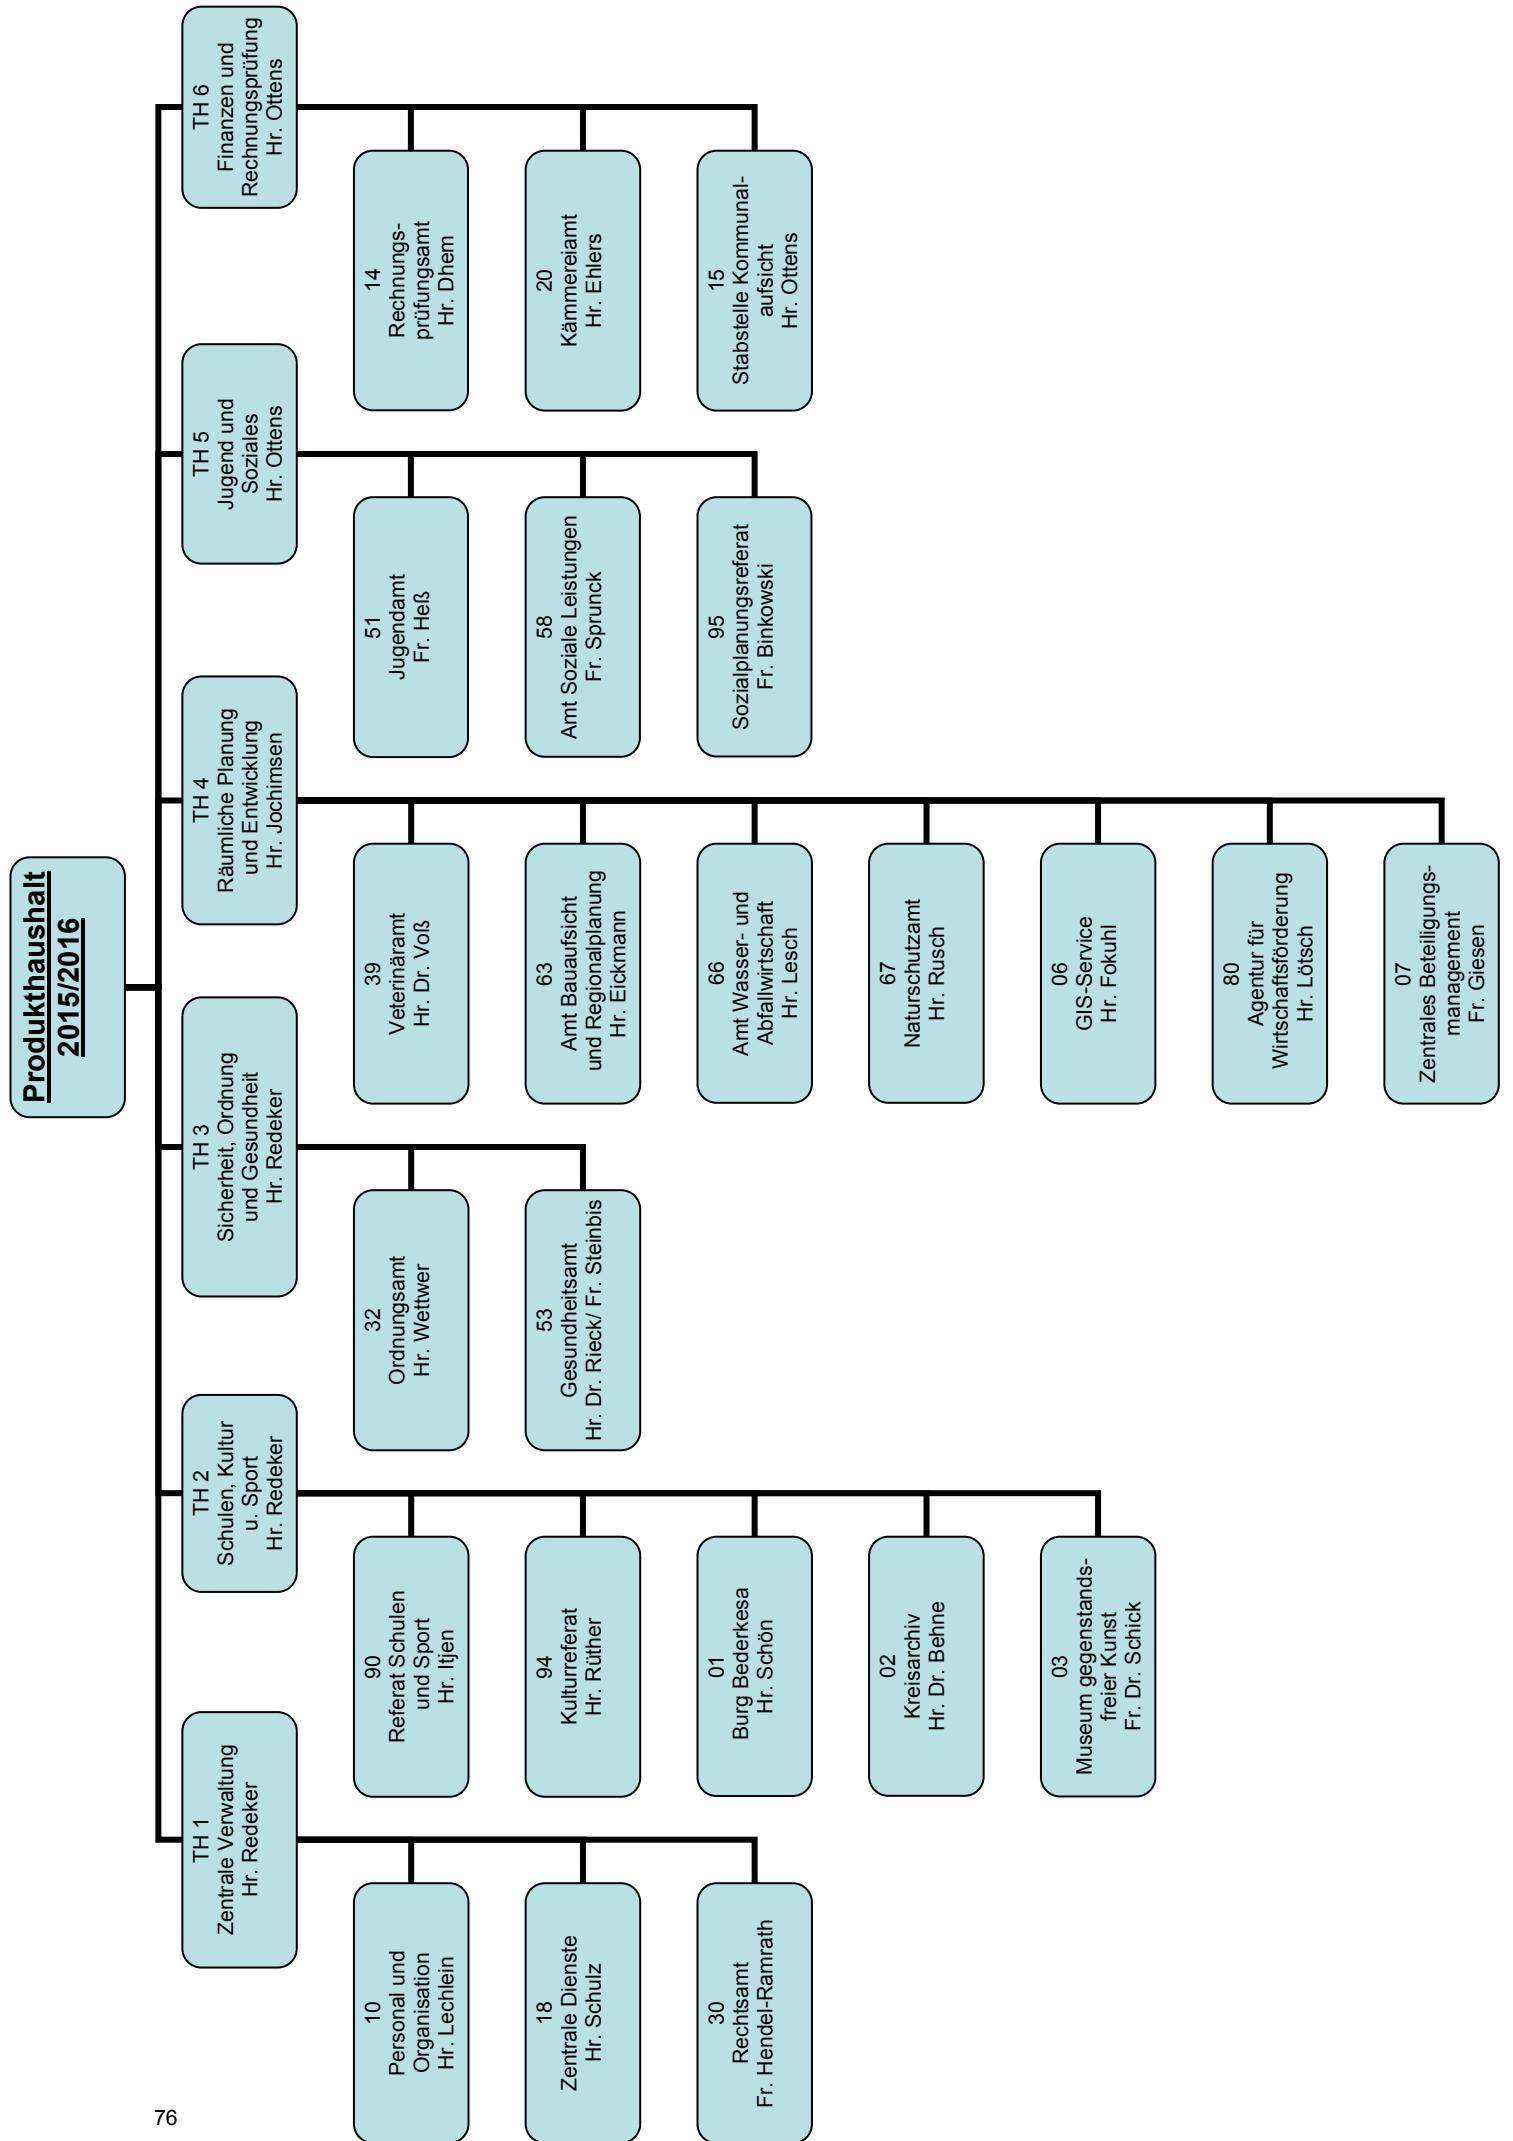 Produkthaushalt
2015/2016
TH 1
Zentrale Verwaltung
Hr. Redeker
10
Personal und
Organisation
Hr. Lechlein
18
Zentrale Dienste
Hr. Schulz
30
Rechtsamt
Fr. Hendel-Ramrath
TH 2
Schulen, Kultur
u. Sport
Hr. Redeker
90
Referat Schulen
und Sport
Hr. Itjen
94
Kulturreferat
Hr. Rüther
01
Burg Bederkesa
Hr. Schön
02
Kreisarchiv
Hr. Dr. Behne
03
Museum gegenstands-
freier Kunst
Fr. Dr. Schick
TH 3
Sicherheit, Ordnung
und Gesundheit
Hr. Redeker
32
Ordnungsamt
Hr. Wettwer
53
Gesundheitsamt
Hr. Dr. Rieck/ Fr. Steinbis
TH 4
Räumliche Planung
und Entwicklung
Hr. Jochimsen
39
Veterinäramt
Hr. Dr. Voß
63
Amt Bauaufsicht
und Regionalplanung
Hr. Eickmann
66
Amt Wasser- und
Abfallwirtschaft
Hr. Lesch
67
Naturschutzamt
Hr. Rusch
06
GIS-Service
Hr. Fokuhl
80
Agentur für
Wirtschaftsförderung
Hr. Lötsch
07
Zentrales Beteiligungs-
management
Fr. Giesen
TH 5
Jugend und
Soziales
Hr. Ottens
51
Jugendamt
Fr. Heß
58
Amt Soziale Leistungen
Fr. Sprunck
95
Sozialplanungsreferat
Fr. Binkowski
TH 6
Finanzen und
Rechnungsprüfung
Hr. Ottens
14
Rechnungs-
prüfungsamt
Hr. Dhem
20
Kämmereiamt
Hr. Ehlers
15
Stabstelle Kommunal-
aufsicht
Hr. Ottens
76